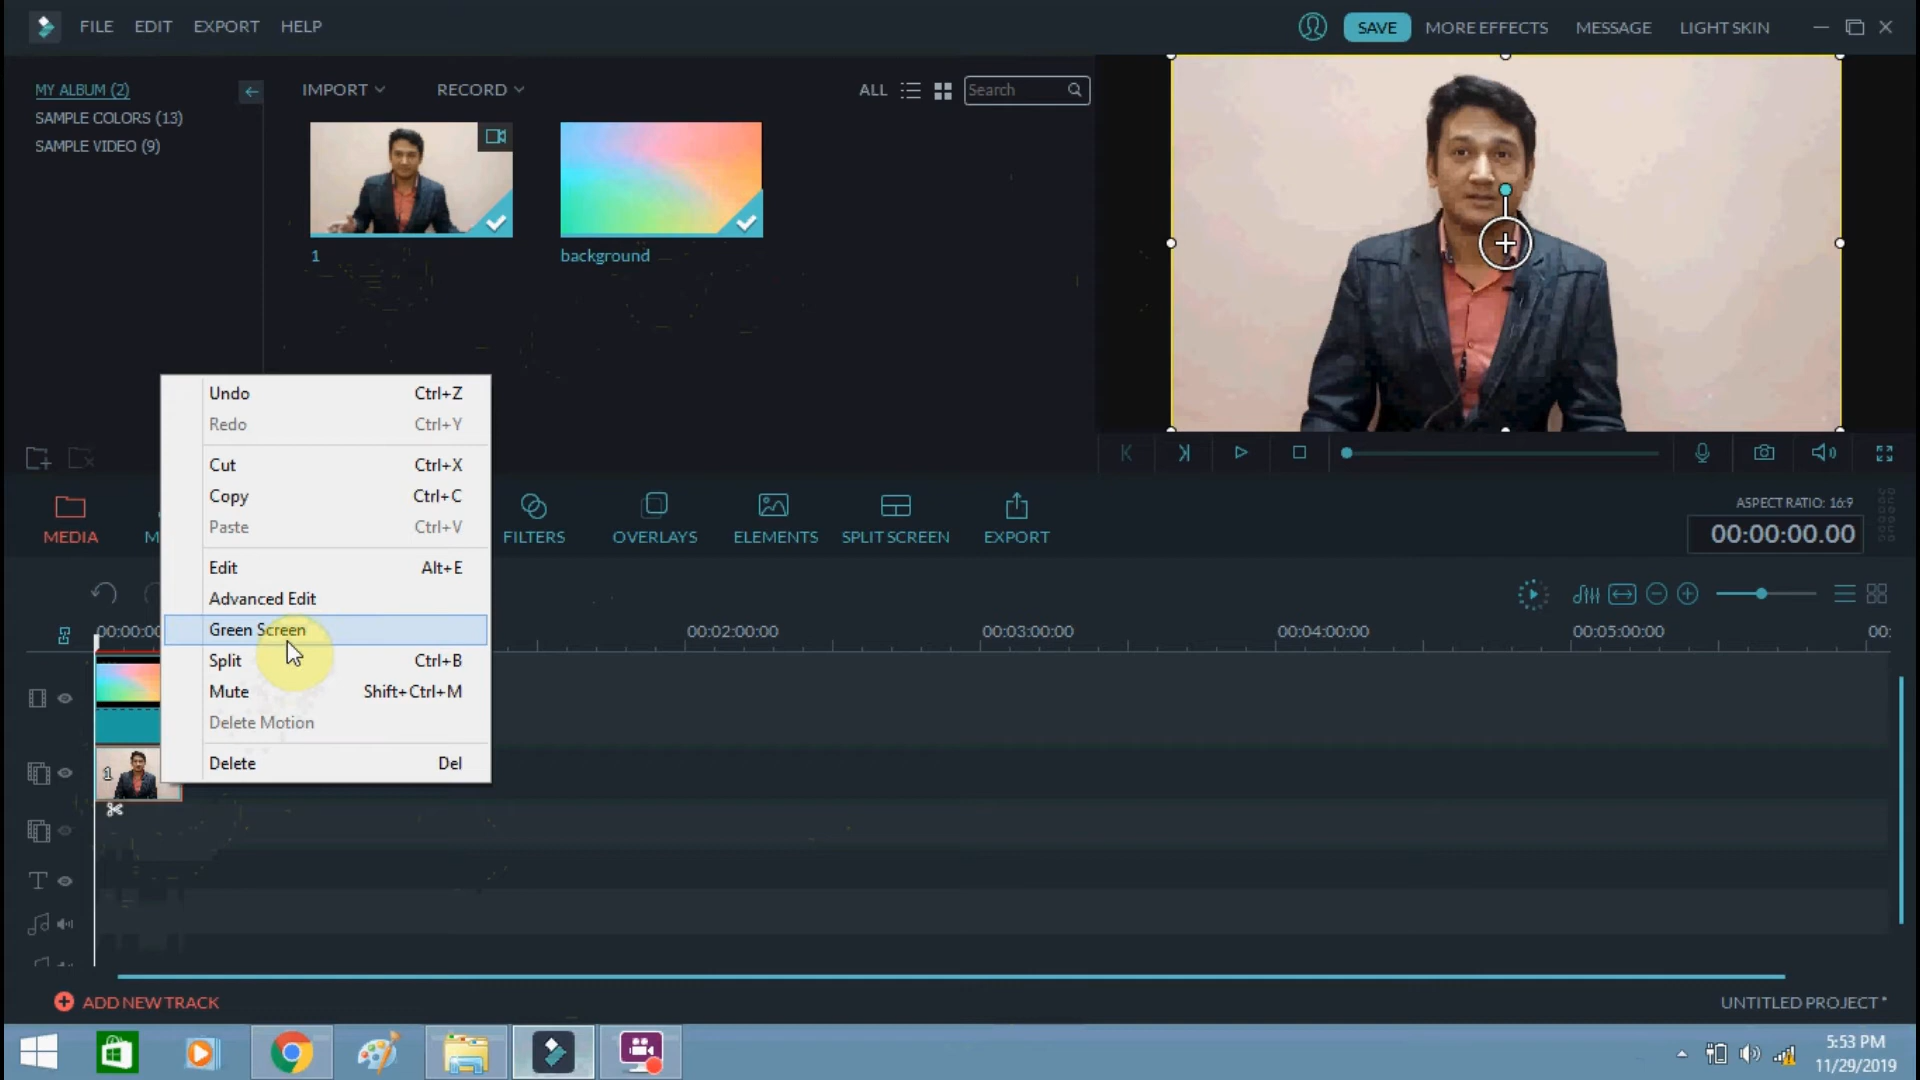 FILE EDIT EXPORT HELP
SAVE MORE EFFECTS MESSAGE LIGHT SKIN
MY ALBUM (2)
SAMPLE COLORS (13)
SAMPLE VIDEO (9)
IMPORT RECORD
ALL Search
1 background
Undo Ctrl+Z
Redo Ctrl+Y
Cut Ctrl+X
Copy Ctrl+C
Paste Ctrl+V
Edit Alt+E
Advanced Edit
Green Screen
Split Ctrl+B
Mute Shift+Ctrl+M
Delete Motion
Delete Del
MEDIA M FILTERS OVERLAYS ELEMENTS SPLIT SCREEN EXPORT
ASPECT RATIO: 16:9
00:00:00.00
00:00:00 00:02:00:00 00:03:00:00 00:04:00:00 00:05:00:00 00:
1
ADD NEW TRACK
UNTITLED PROJECT *
5:53 PM
11/29/2019